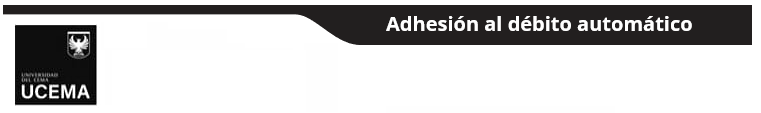 Adhesión al débito automático
UNIVERSIDAD
DEL CEMA
UCEMA